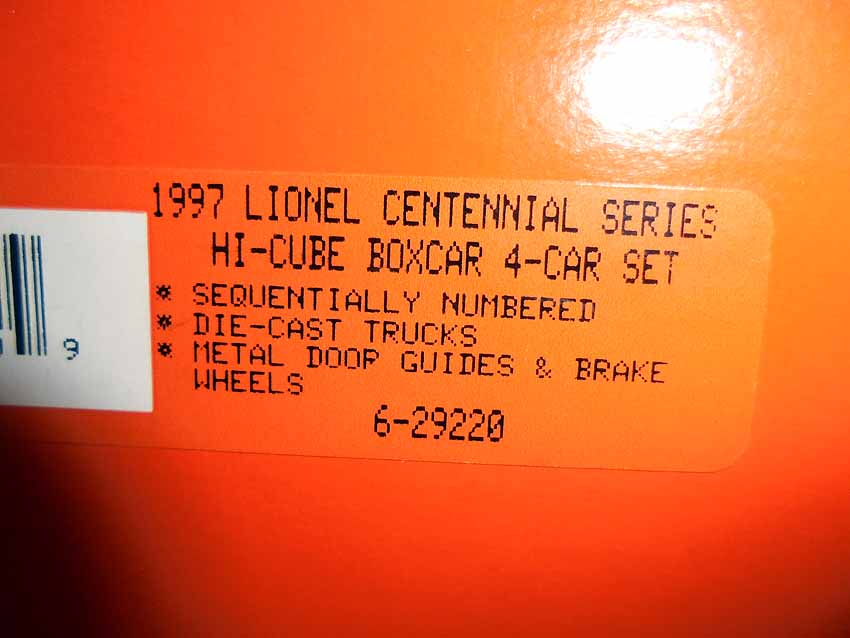 1997 LIONEL CENTENNIAL SERIES
HI-CUBE BOXCAR 4-CAR SET
* SEQUENTIALLY NUMBERED
* DIE-CAST TRUCKS
* METAL DOOR GUIDES & BRAKE
WHEELS
6-29220
9